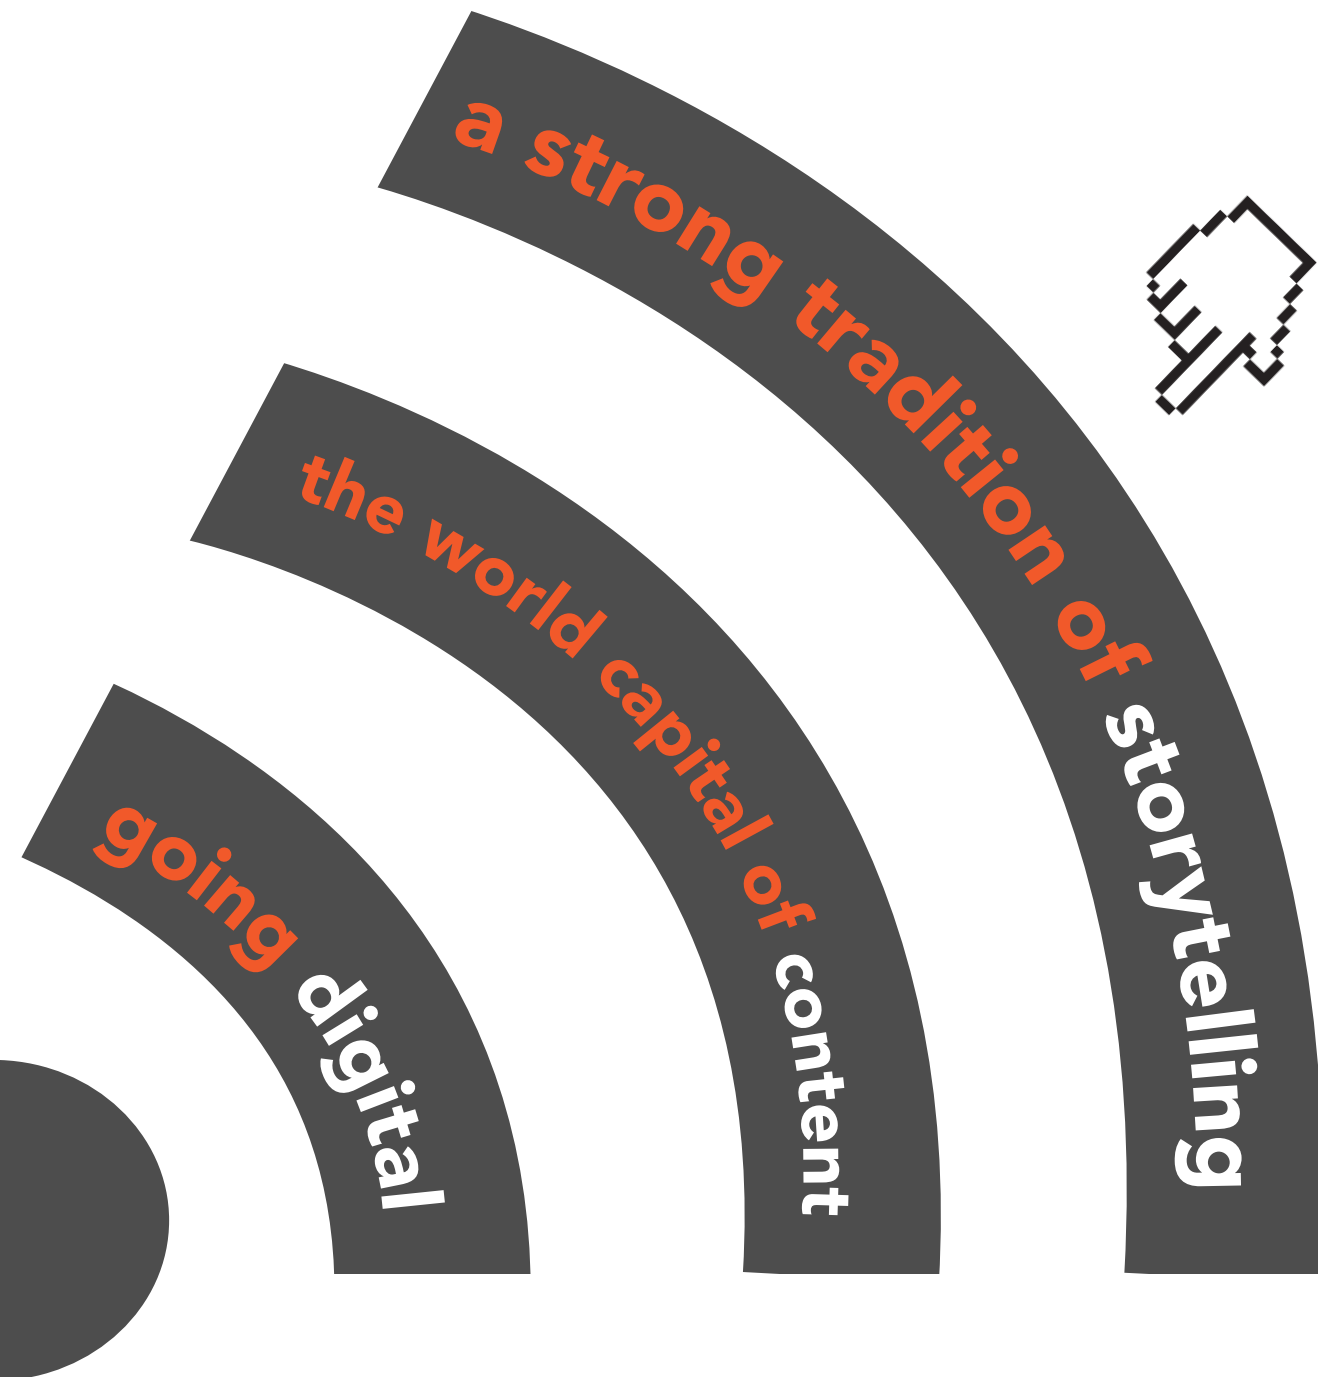 a strong tradition of storytelling
the world capital of content
going digital